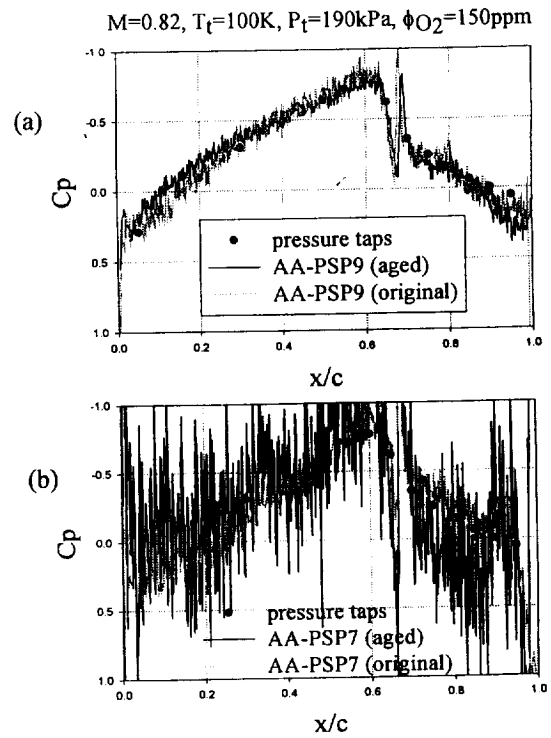 M=0.82, Tt=100K, Pt=190kPa, ϕO2=150ppm
(a)
-1.0
-0.5
0.0
0.5
1.0
Cp
pressure taps
AA-PSP9 (aged)
AA-PSP9 (original)
0.0 0.2 0.4 0.6 0.8 1.0
x/c
(b)
-1.0
-0.5
0.0
0.5
1.0
Cp
pressure taps
AA-PSP7 (aged)
AA-PSP7 (original)
0.0 0.2 0.4 0.6 0.8 1.0
x/c